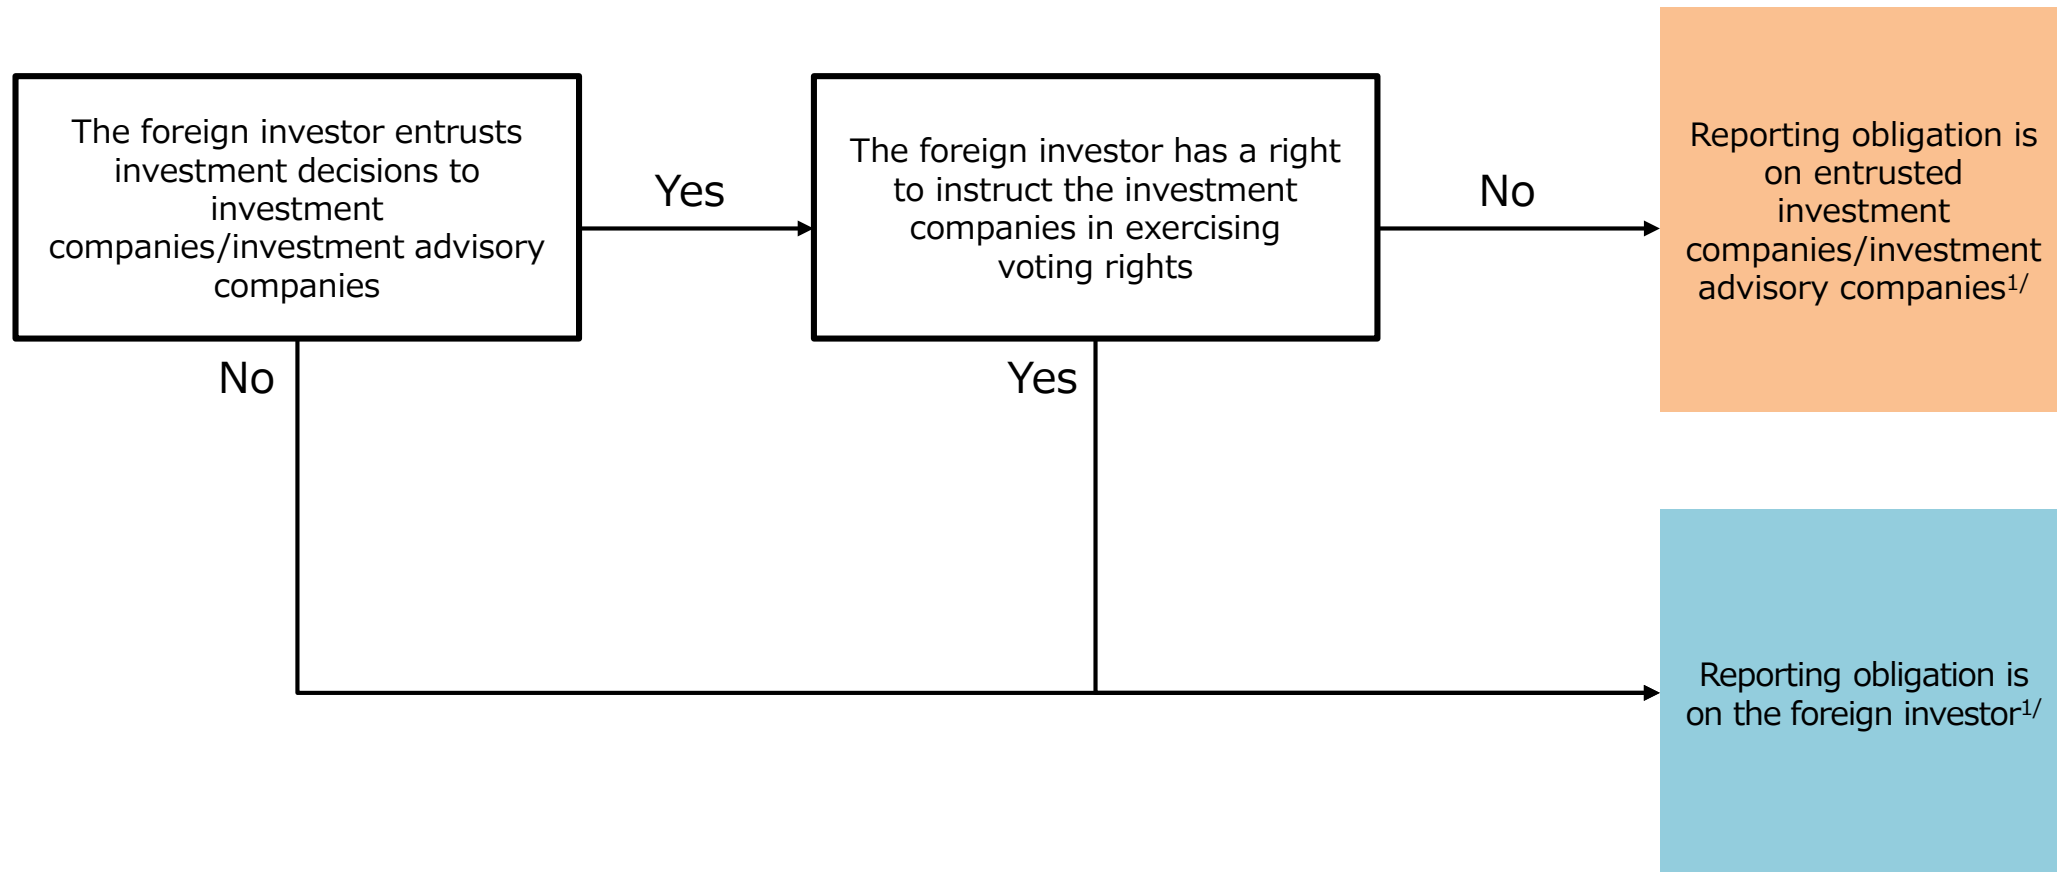 The foreign investor entrusts
investment decisions to
investment
companies/investment advisory
companies
Yes
The foreign investor has a right
to instruct the investment
companies in exercising
voting rights
No
Reporting obligation is
on entrusted
investment
companies/investment
advisory companies1/
No
Yes
Reporting obligation is
on the foreign investor1/